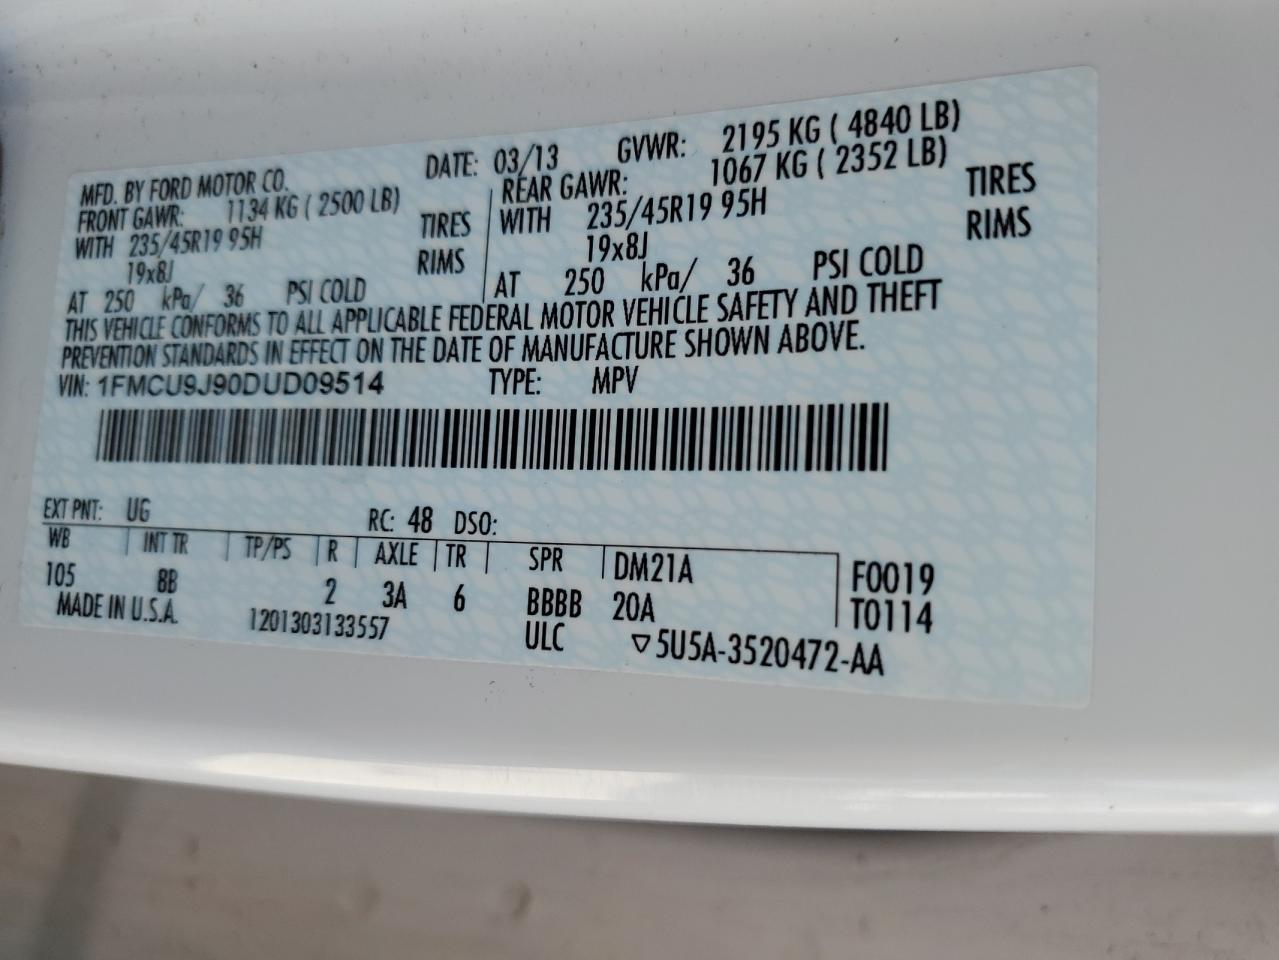 MFD. BY FORD MOTOR CO. DATE: 03/13 GVWR: 2195 KG ( 4840 LB)
FRONT GAWR: 1134 KG ( 2500 LB) REAR GAWR: 1067 KG ( 2352 LB)
WITH 235/45R19 95H TIRES WITH 235/45R19 95H TIRES
19x8J RIMS 19x8J RIMS
AT 250 kPa/ 36 PSI COLD AT 250 kPa/ 36 PSI COLD
THIS VEHICLE CONFORMS TO ALL APPLICABLE FEDERAL MOTOR VEHICLE SAFETY AND THEFT
PREVENTION STANDARDS IN EFFECT ON THE DATE OF MANUFACTURE SHOWN ABOVE.
VIN: 1FMCU9J90DUD09514 TYPE: MPV
EXT PNT: UG RC: 48 DSO:
WB INT TR TP/PS R AXLE TR SPR DM21A F0019
105 8B 2 3A 6 BBBB 20A T0114
MADE IN U.S.A. 1201303133557 ULC ▽5U5A-3520472-AA